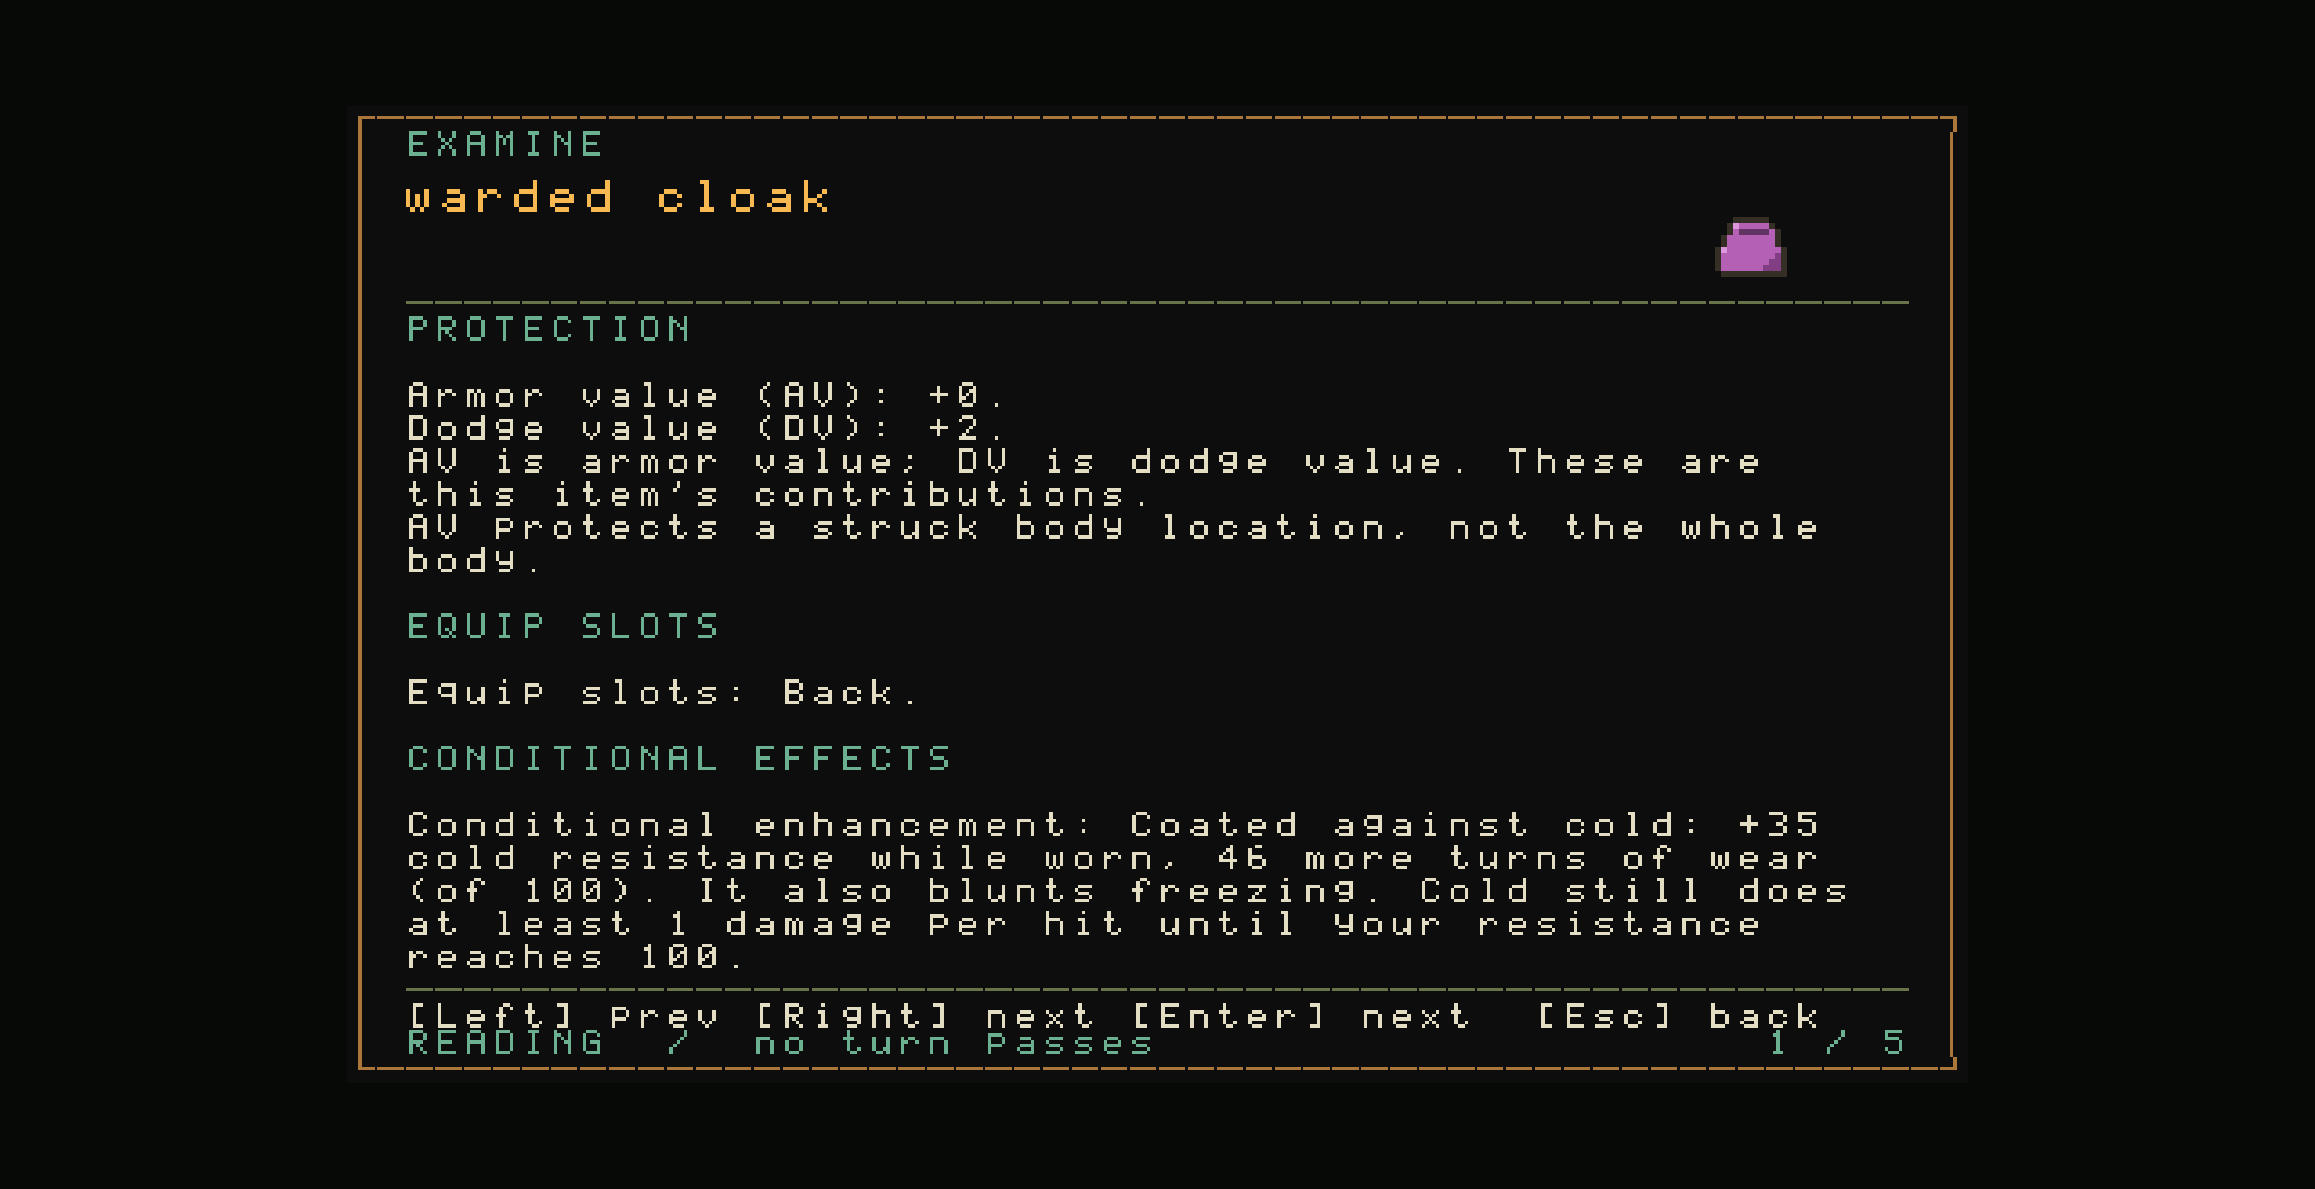 EXAMINE
warded cloak
PROTECTION
Armor value (AV): +0.
Dodge value (DV): +2.
AV is armor value; DV is dodge value. These are
this item's contributions.
AV protects a struck body location, not the whole
body.
EQUIP SLOTS
Equip slots: Back.
CONDITIONAL EFFECTS
Conditional enhancement: Coated against cold: +35
cold resistance while worn, 46 more turns of wear
(of 100). It also blunts freezing. Cold still does
at least 1 damage per hit until your resistance
reaches 100.
[Left] prev [Right] next [Enter] next [Esc] back
READING / no turn passes 1 / 5